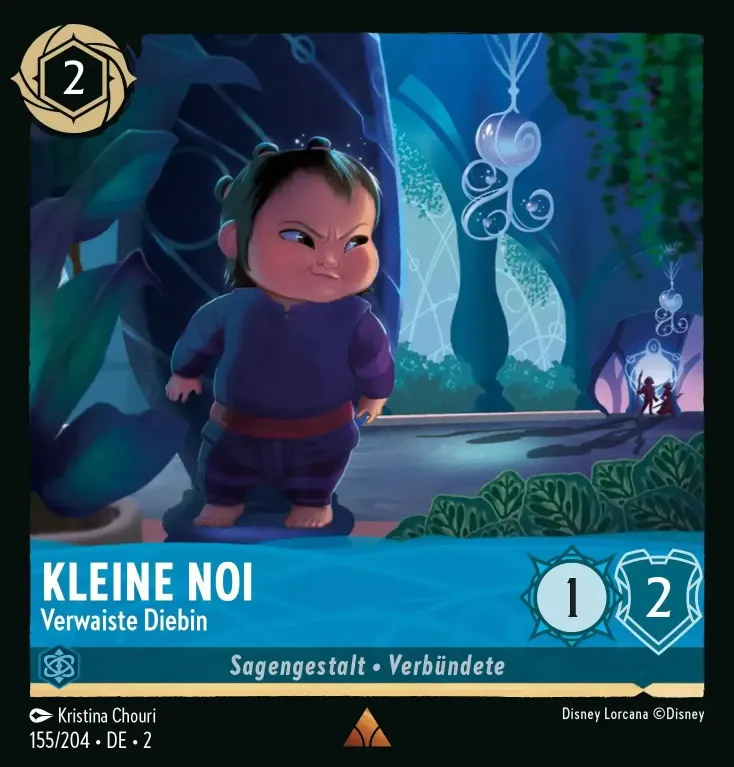 2
KLEINE NOI
Verwaiste Diebin
1
2
Sagengestalt • Verbündete
Kristina Chouri
Disney Lorcana ©Disney
155/204 • DE • 2